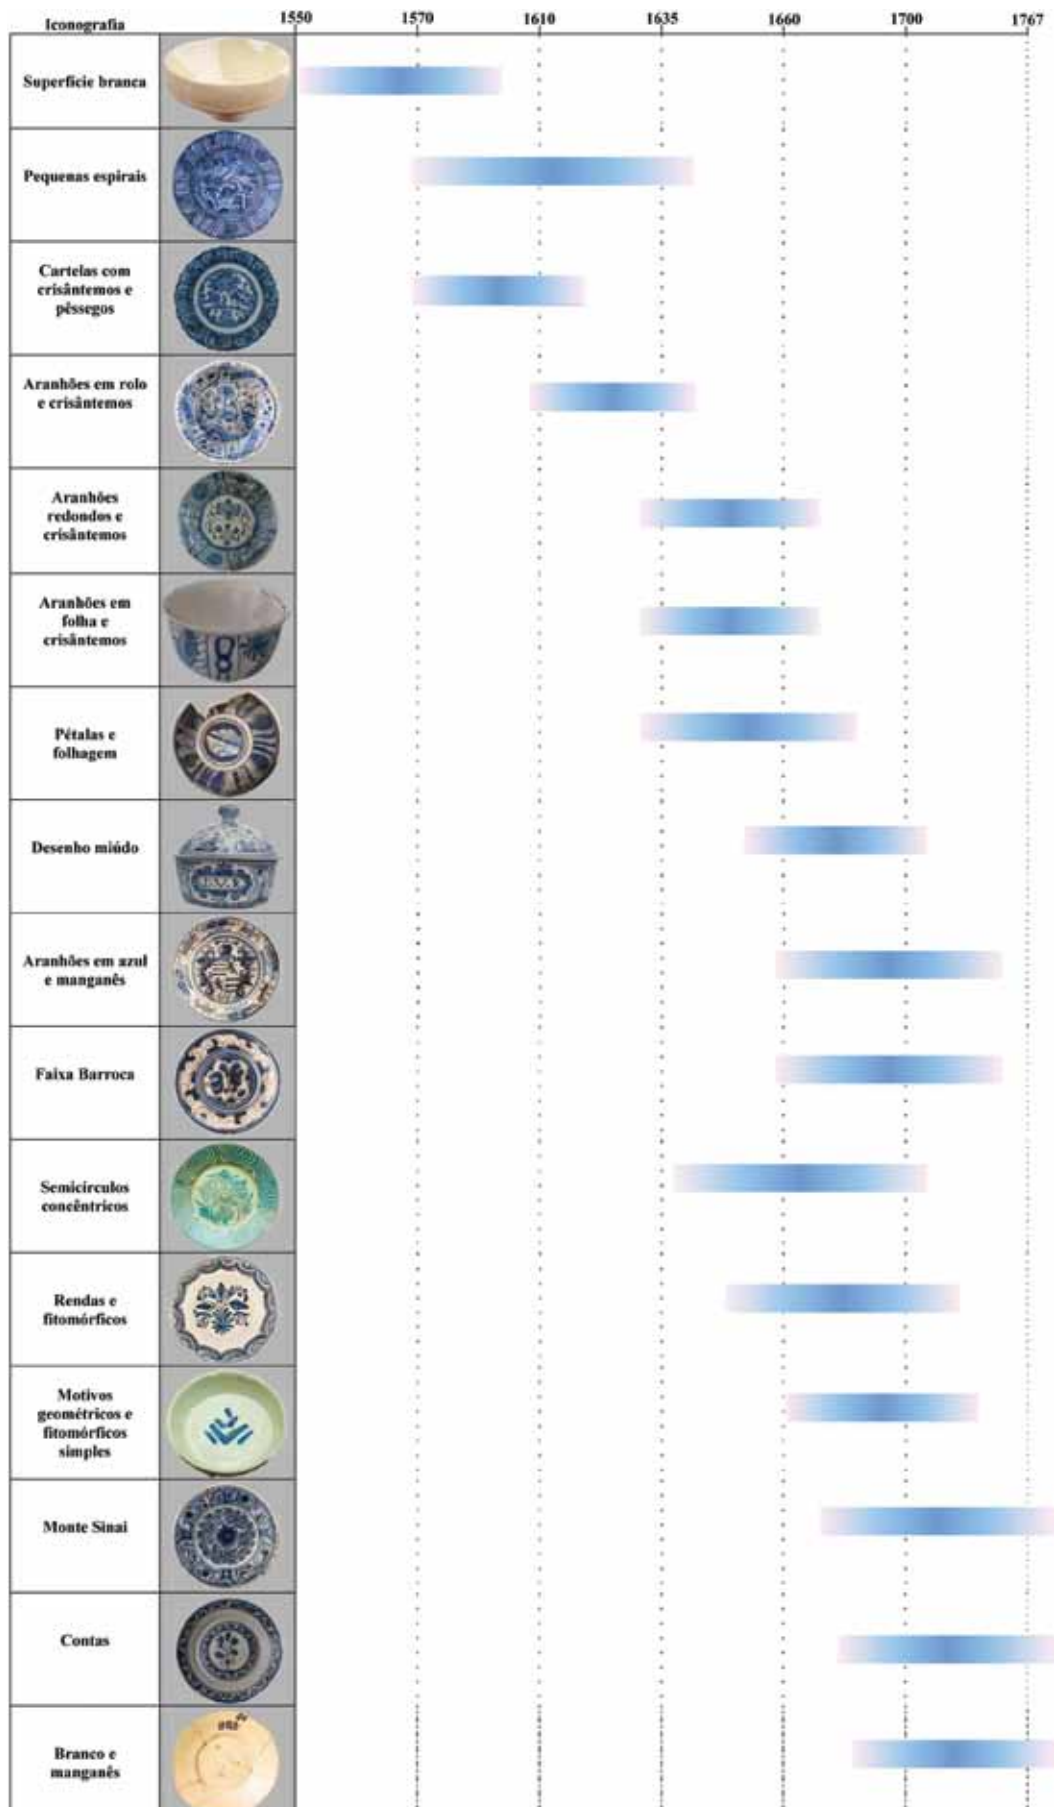 Iconografia 1550 1570 1610 1635 1660 1700 1767
Superfície branca
Pequenas espirais
Cartelas com
crisântemos e
pêssegos
Aranhões em rolo
e crisântemos
Aranhões
redondos e
crisântemos
Aranhões em
folha e
crisântemos
Pétalas e
folhagem
Desenho miúdo
Aranhões em azul
e manganês
Faixa Barroca
Semicírculos
concêntricos
Rendas e
fitomórficos
Motivos
geométricos e
fitomórficos
simples
Monte Sinai
Contas
Branco e
manganês